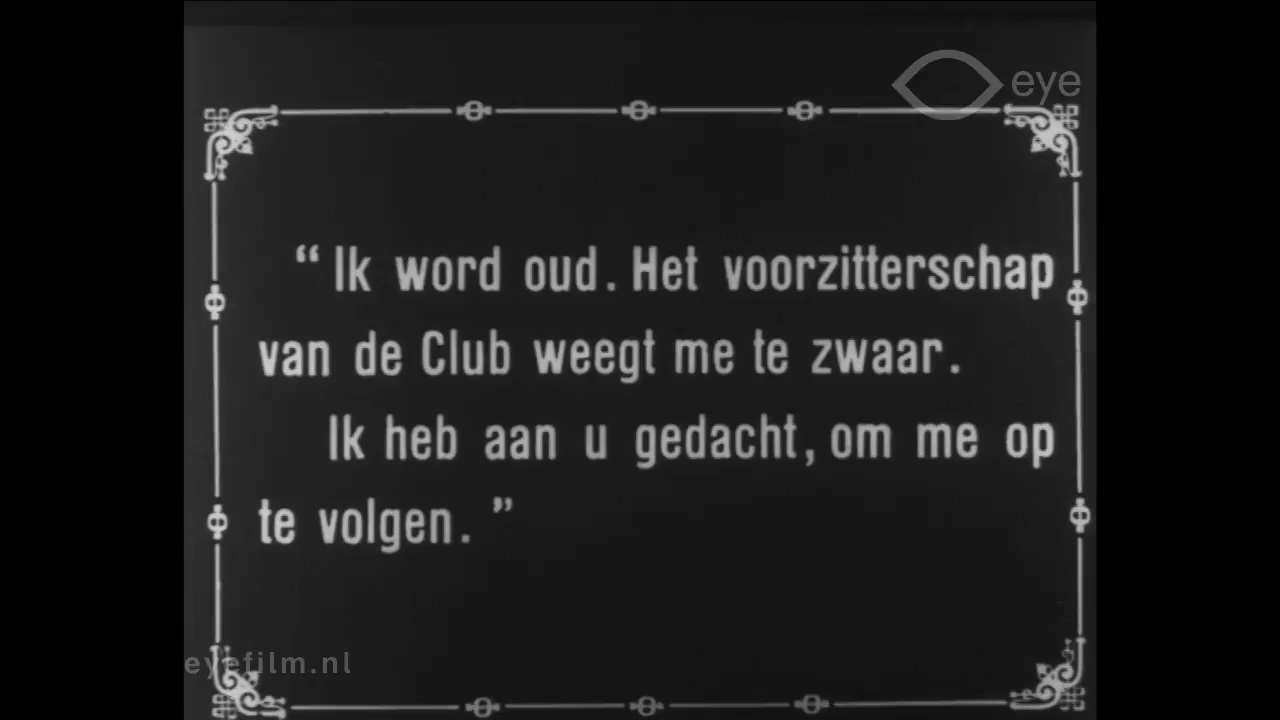 eye
“ Ik word oud. Het voorzitterschap
van de Club weegt me te zwaar.
Ik heb aan u gedacht, om me op
te volgen. ”
eyefilm.nl